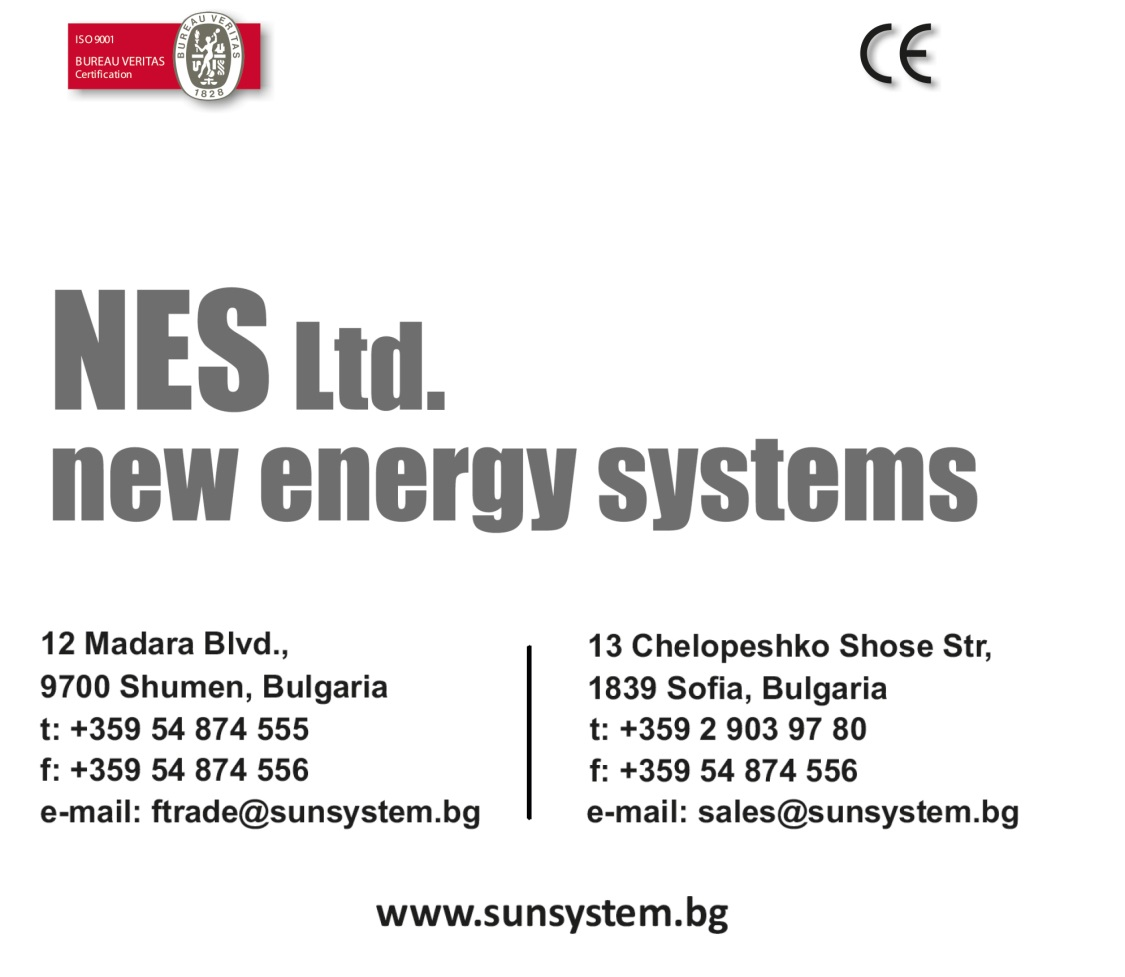 ISO 9001
BUREAU VERITAS
Certification
BUREAU VERITAS
1828
CE
NES Ltd.
new energy systems
12 Madara Blvd.,
9700 Shumen, Bulgaria
t: +359 54 874 555
f: +359 54 874 556
e-mail: ftrade@sunsystem.bg
13 Chelopeshko Shose Str,
1839 Sofia, Bulgaria
t: +359 2 903 97 80
f: +359 54 874 556
e-mail: sales@sunsystem.bg
www.sunsystem.bg